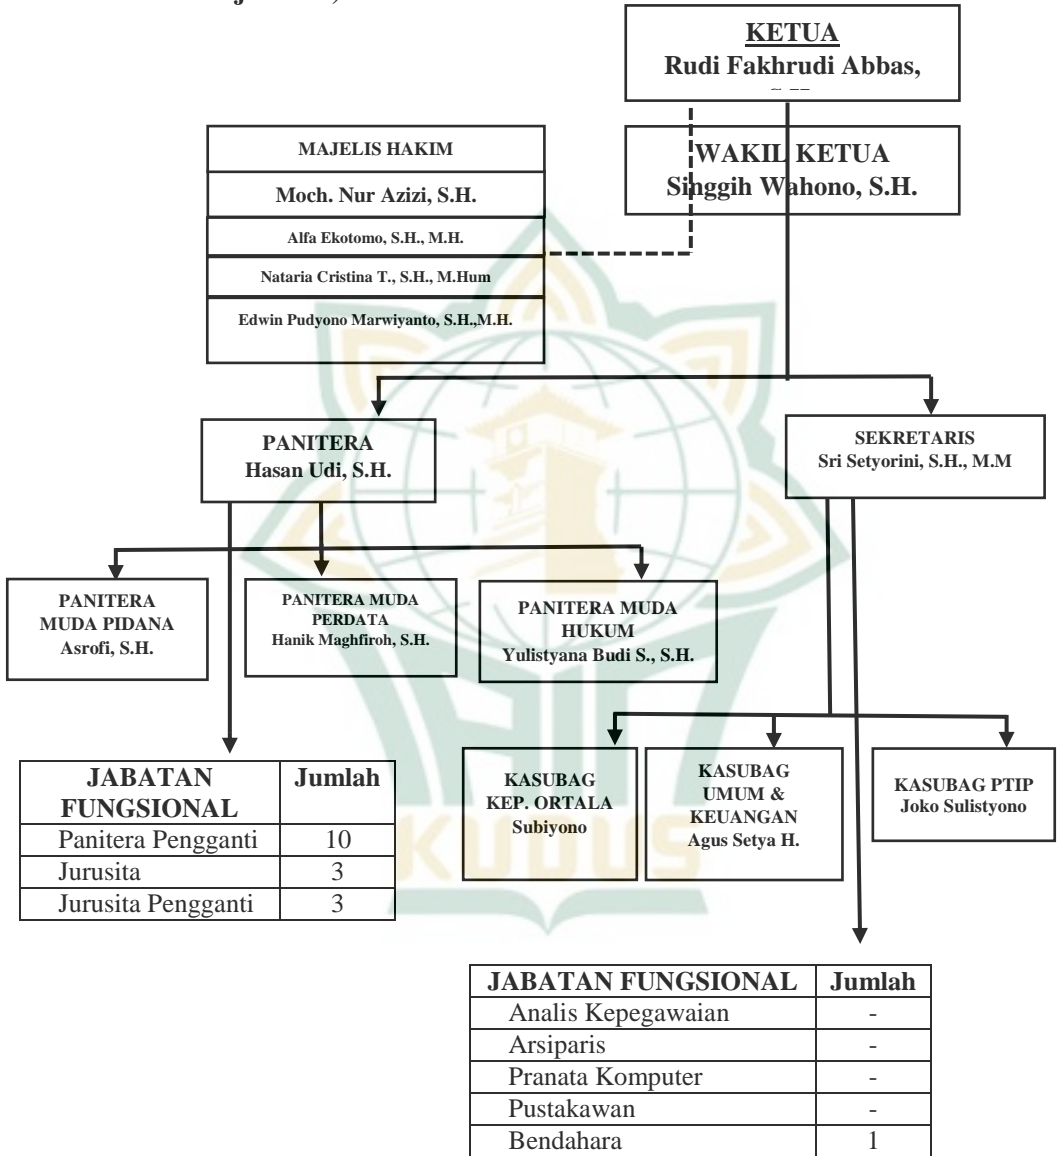 KETUA
Rudi Fakhrudi Abbas,
MAJELIS HAKIM
Moch. Nur Azizi, S.H.
Alfa Ekotomo, S.H., M.H.
Nataria Cristina T., S.H., M.Hum
Edwin Pudyono Marwiyanto, S.H.,M.H.
WAKIL KETUA
Singgih Wahono, S.H.
PANITERA
Hasan Udi, S.H.
SEKRETARIS
Sri Setyorini, S.H., M.M
PANITERA
MUDA PIDANA
Asrofi, S.H.
PANITERA MUDA
PERDATA
Hanik Maghfiroh, S.H.
PANITERA MUDA
HUKUM
Yulistyana Budi S., S.H.
JABATAN FUNGSIONAL Jumlah
Panitera Pengganti 10
Jurusita 3
Jurusita Pengganti 3
KASUBAG
KEP. ORTALA
Subiyono
KASUBAG
UMUM &
KEUANGAN
Agus Setya H.
KASUBAG PTIP
Joko Sulistyono
KUDUS
JABATAN FUNGSIONAL Jumlah
Analis Kepegawaian -
Arsiparis -
Pranata Komputer -
Pustakawan -
Bendahara 1